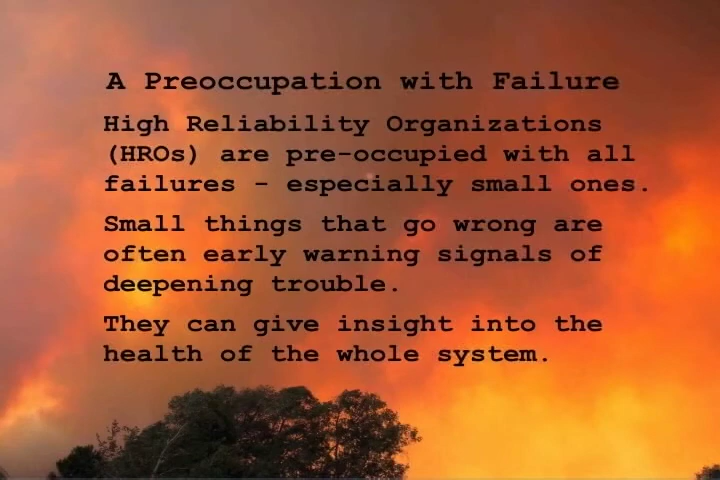 A Preoccupation with Failure
High Reliability Organizations
(HROs) are pre-occupied with all
failures - especially small ones.
Small things that go wrong are
often early warning signals of
deepening trouble.
They can give insight into the
health of the whole system.